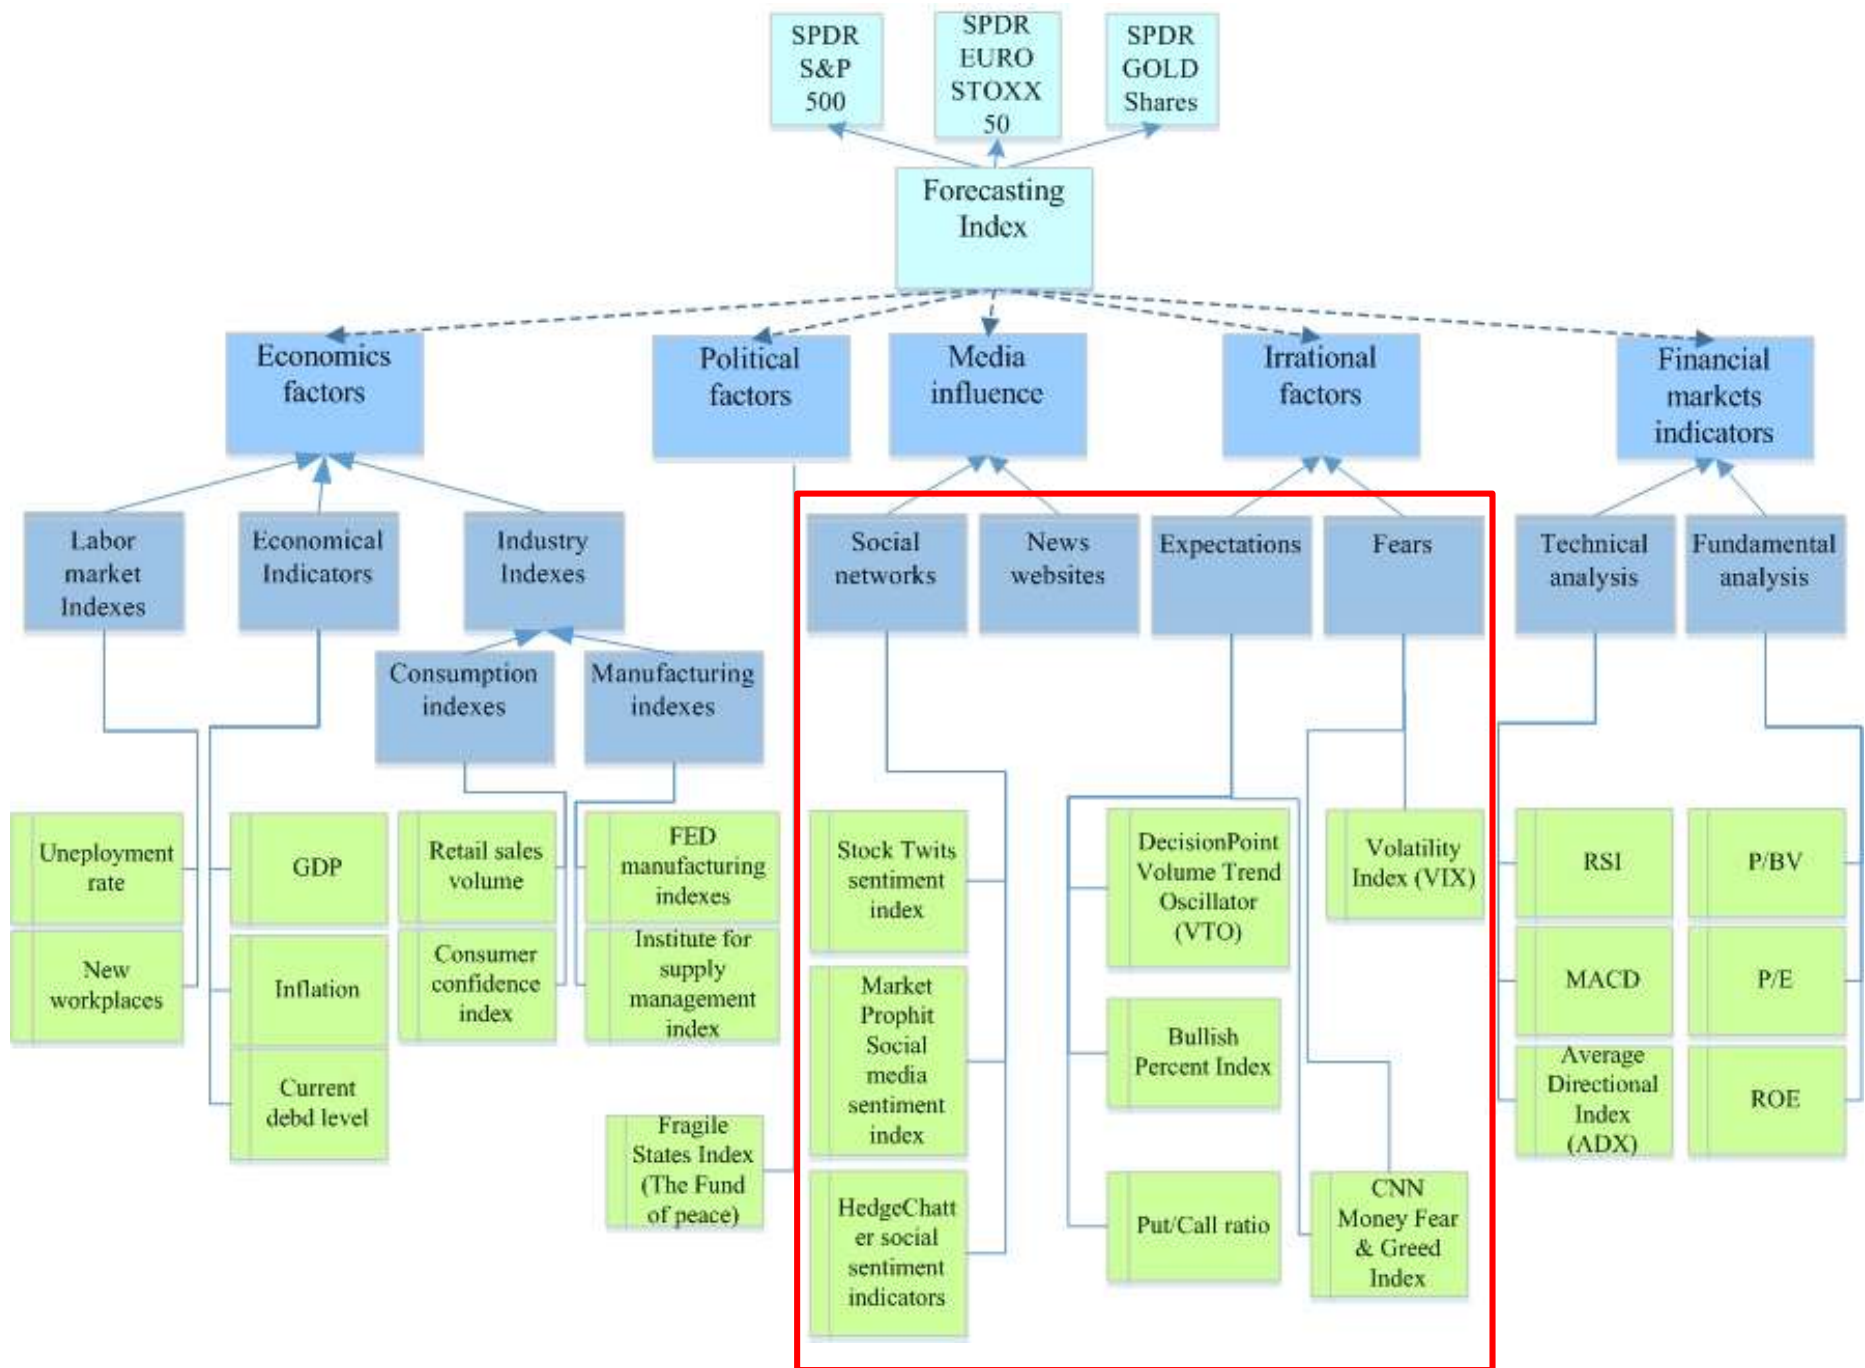 SPDR
S&P
500
SPDR
EURO
STOXX
50
SPDR
GOLD
Shares
Forecasting
Index
Economics
factors
Political
factors
Media
influence
Irrational
factors
Financial
markets
indicators
Labor
market
Indexes
Economical
Indicators
Industry
Indexes
Social
networks
News
websites
Expectations
Fears
Technical
analysis
Fundamental
analysis
Consumption
indexes
Manufacturing
indexes
Uneployment
rate
GDP
Retail sales
volume
FED
manufacturing
indexes
Stock Twits
sentiment
index
DecisionPoint
Volume Trend
Oscillator
(VTO)
Volatility
Index (VIX)
RSI
P/BV
New
workplaces
Inflation
Consumer
confidence
index
Institute for
supply
management
index
Market
Prophit
Social
media
sentiment
index
Bullish
Percent Index
MACD
P/E
Current
debd level
Fragile
States Index
(The Fund
of peace)
HedgeChatt
er social
sentiment
indicators
Put/Call ratio
CNN
Money Fear
& Greed
Index
Average
Directional
Index
(ADX)
ROE